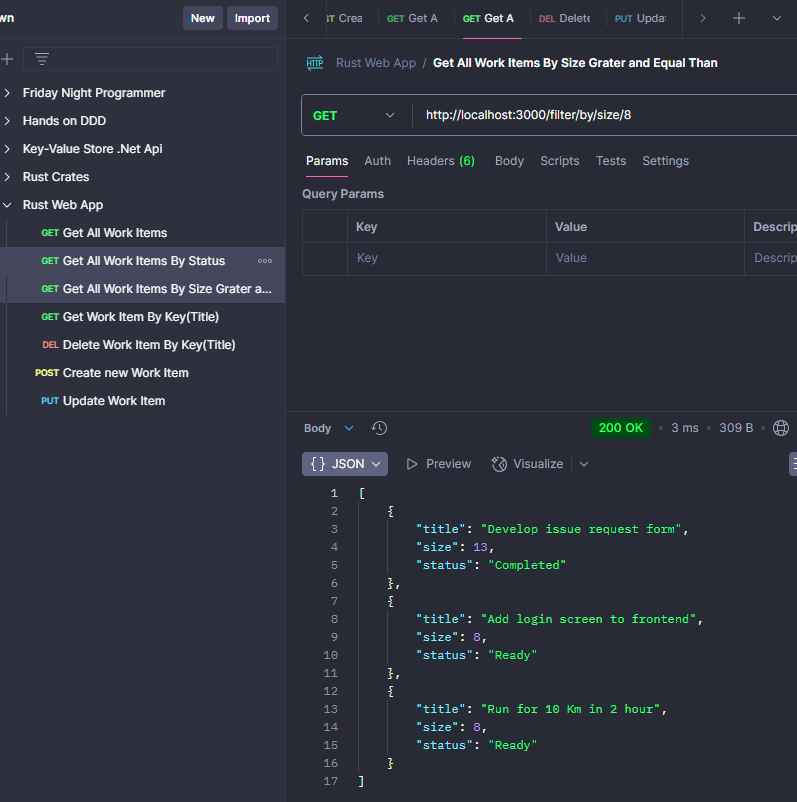 wn New Import
ST Crea GET Get A GET Get A DEL Delete PUT Updat
HTTP Rust Web App / Get All Work Items By Size Grater and Equal Than
Friday Night Programmer
Hands on DDD
Key-Value Store .Net Api
Rust Crates
Rust Web App
GET Get All Work Items
GET Get All Work Items By Status
GET Get All Work Items By Size Grater a...
GET Get Work Item By Key(Title)
DEL Delete Work Item By Key(Title)
POST Create new Work Item
PUT Update Work Item
GET http://localhost:3000/filter/by/size/8
Params Auth Headers (6) Body Scripts Tests Settings
Query Params
Key Value Descrip
Key Value Descrip
Body 200 OK • 3 ms • 309 B •
{} JSON Preview Visualize
1 [
2 {
3 "title": "Develop issue request form",
4 "size": 13,
5 "status": "Completed"
6 },
7 {
8 "title": "Add login screen to frontend",
9 "size": 8,
10 "status": "Ready"
11 },
12 {
13 "title": "Run for 10 Km in 2 hour",
14 "size": 8,
15 "status": "Ready"
16 }
17 ]